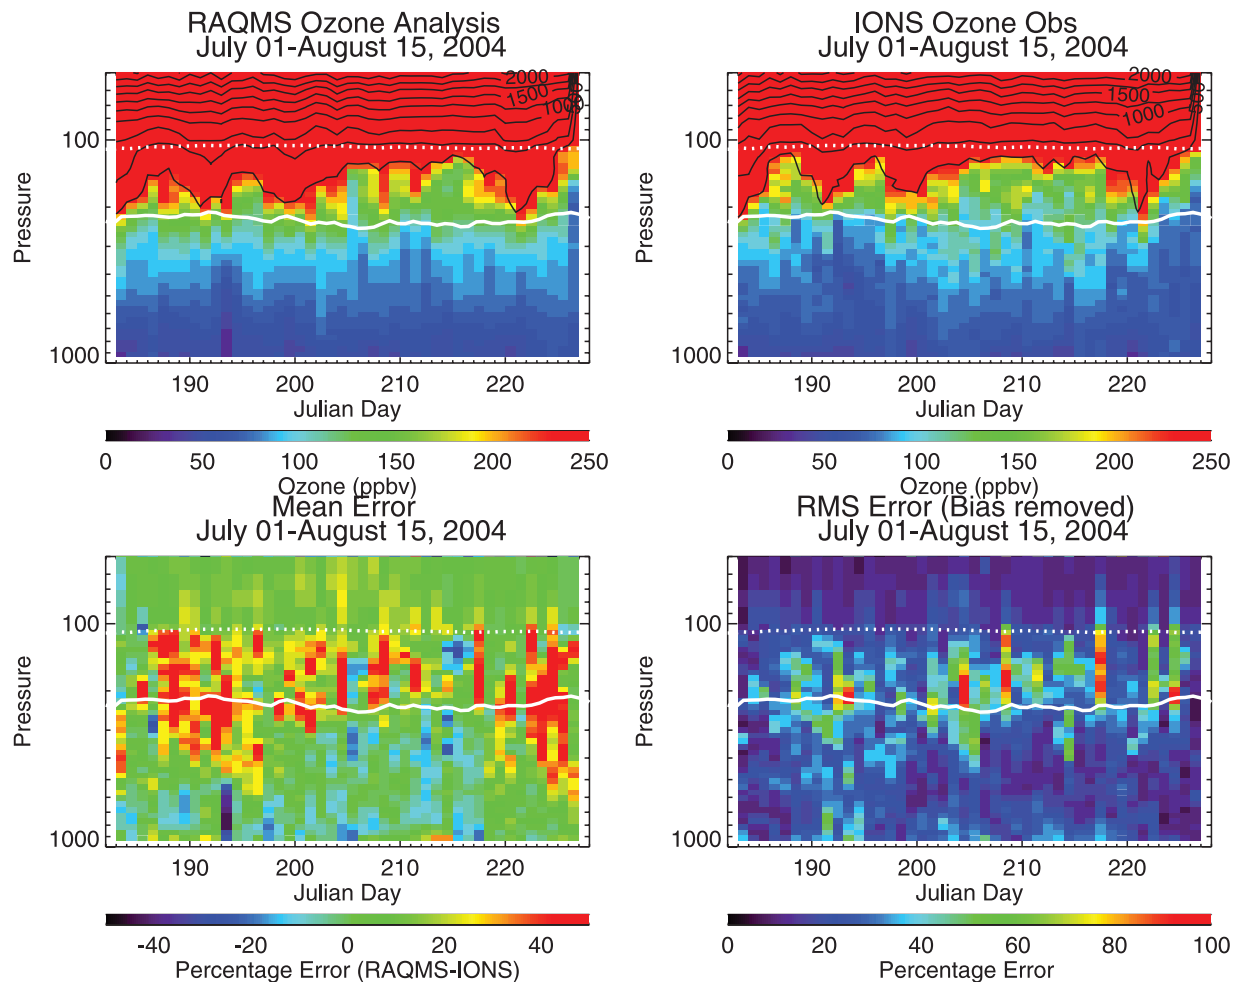 RAQMS Ozone Analysis
July 01-August 15, 2004
2000
1500
1000
Pressure
100
1000
190 200 210 220
Julian Day
0 50 100 150 200 250
Ozone (ppbv)
IONS Ozone Obs
July 01-August 15, 2004
2000
1500
1000
Pressure
100
1000
190 200 210 220
Julian Day
0 50 100 150 200 250
Ozone (ppbv)
Mean Error
July 01-August 15, 2004
Pressure
100
1000
190 200 210 220
Julian Day
-40 -20 0 20 40
Percentage Error (RAQMS-IONS)
RMS Error (Bias removed)
July 01-August 15, 2004
Pressure
100
1000
190 200 210 220
Julian Day
0 20 40 60 80 100
Percentage Error